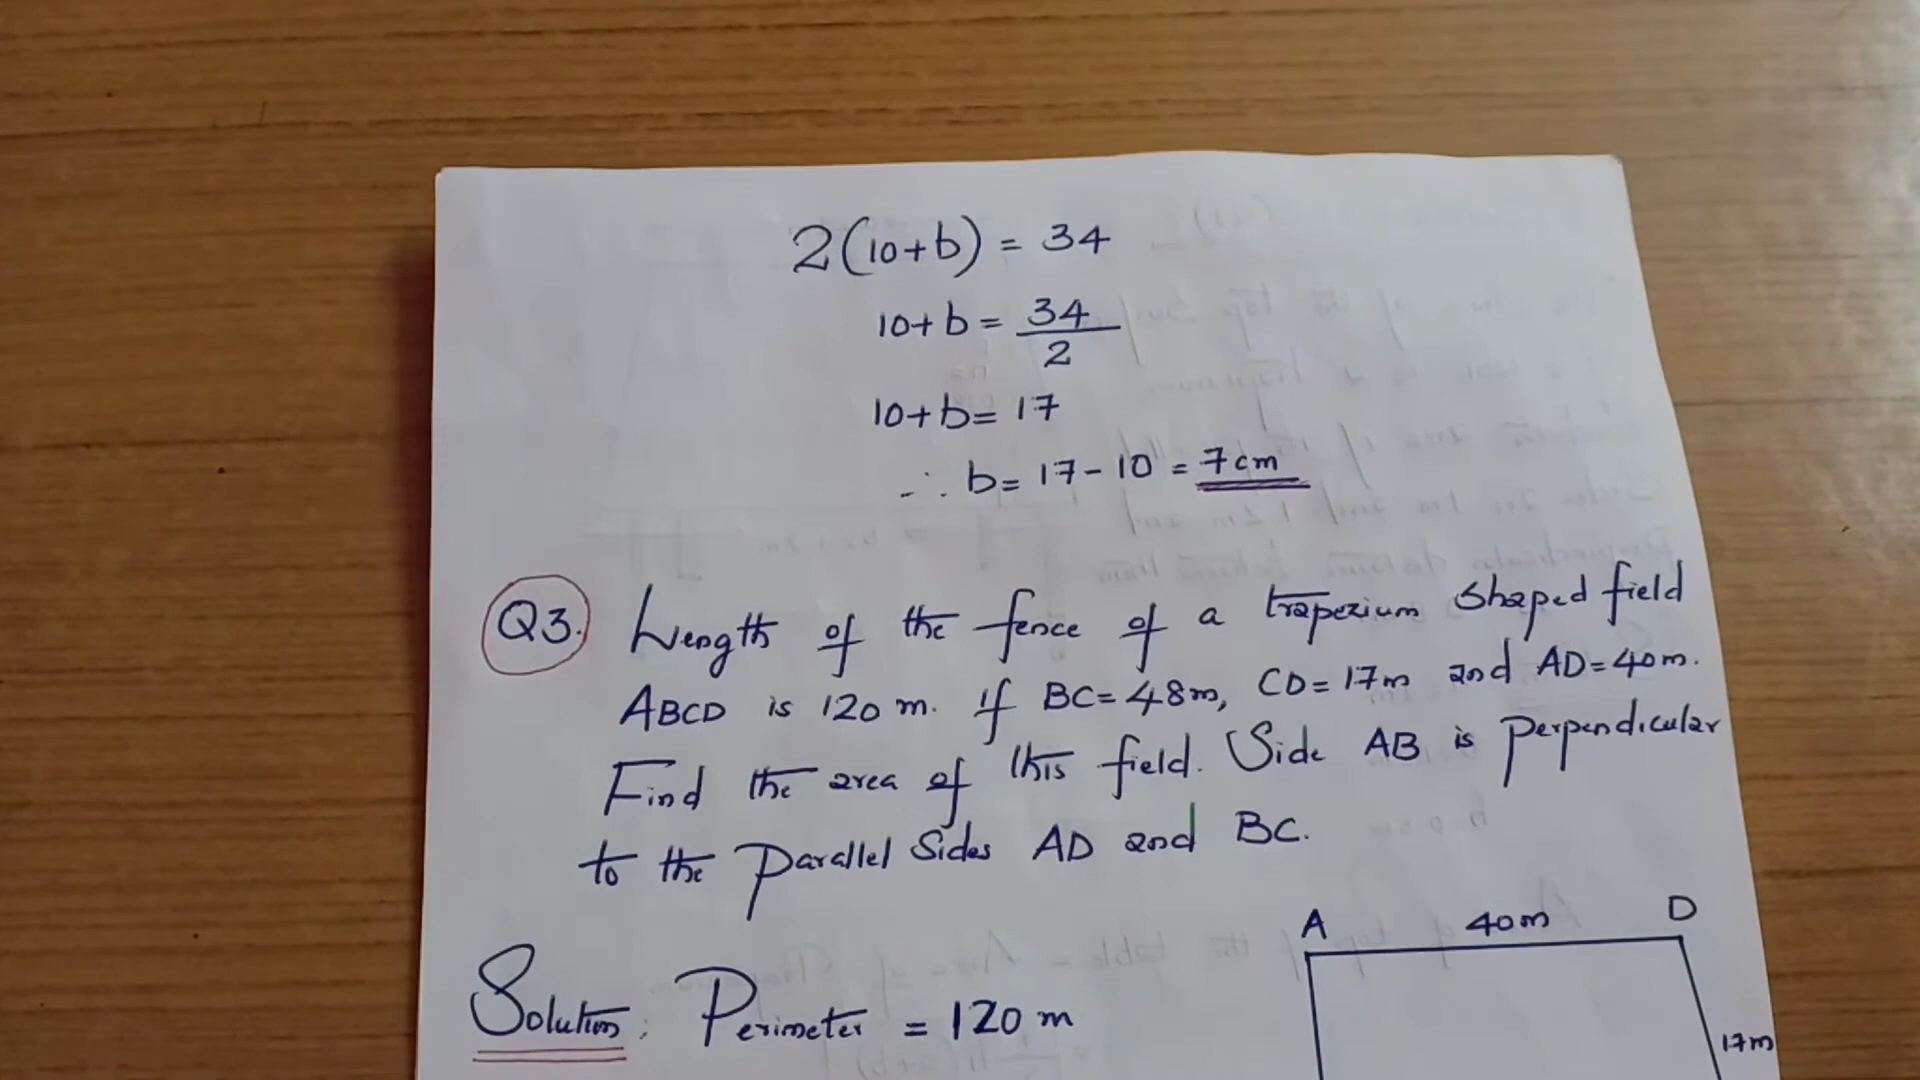 2(10+b) = 34
10+b = 34/2
10+b = 17
∴ b = 17-10 = 7cm
Q3. Length of the fence of a trapezium shaped field
ABCD is 120 m. If BC = 48m, CD = 17m and AD = 40m.
Find the area of this field. Side AB is perpendicular
to the parallel sides AD and BC.
A 40m D
Solution: Perimeter = 120 m
17m